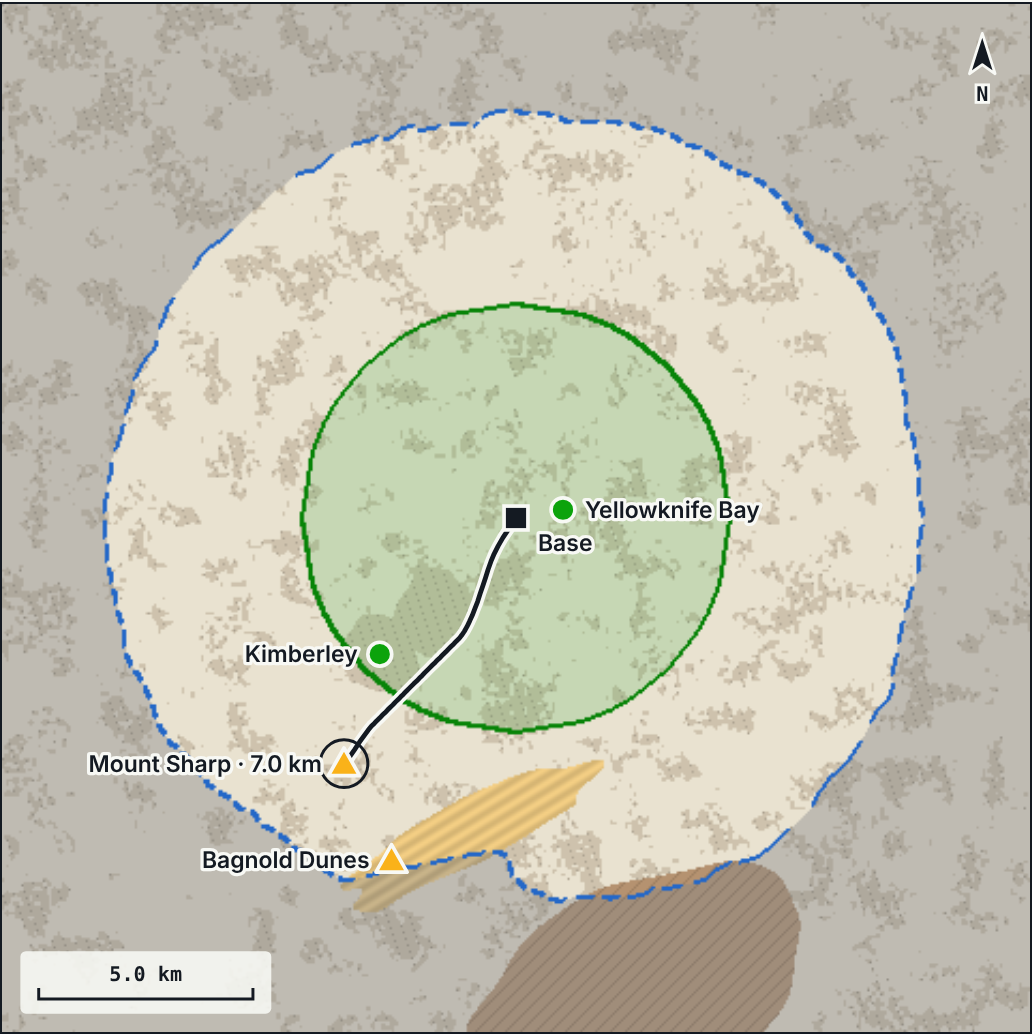 N
Yellowknife Bay
Base
Kimberley
Mount Sharp · 7.0 km
Bagnold Dunes
5.0 km